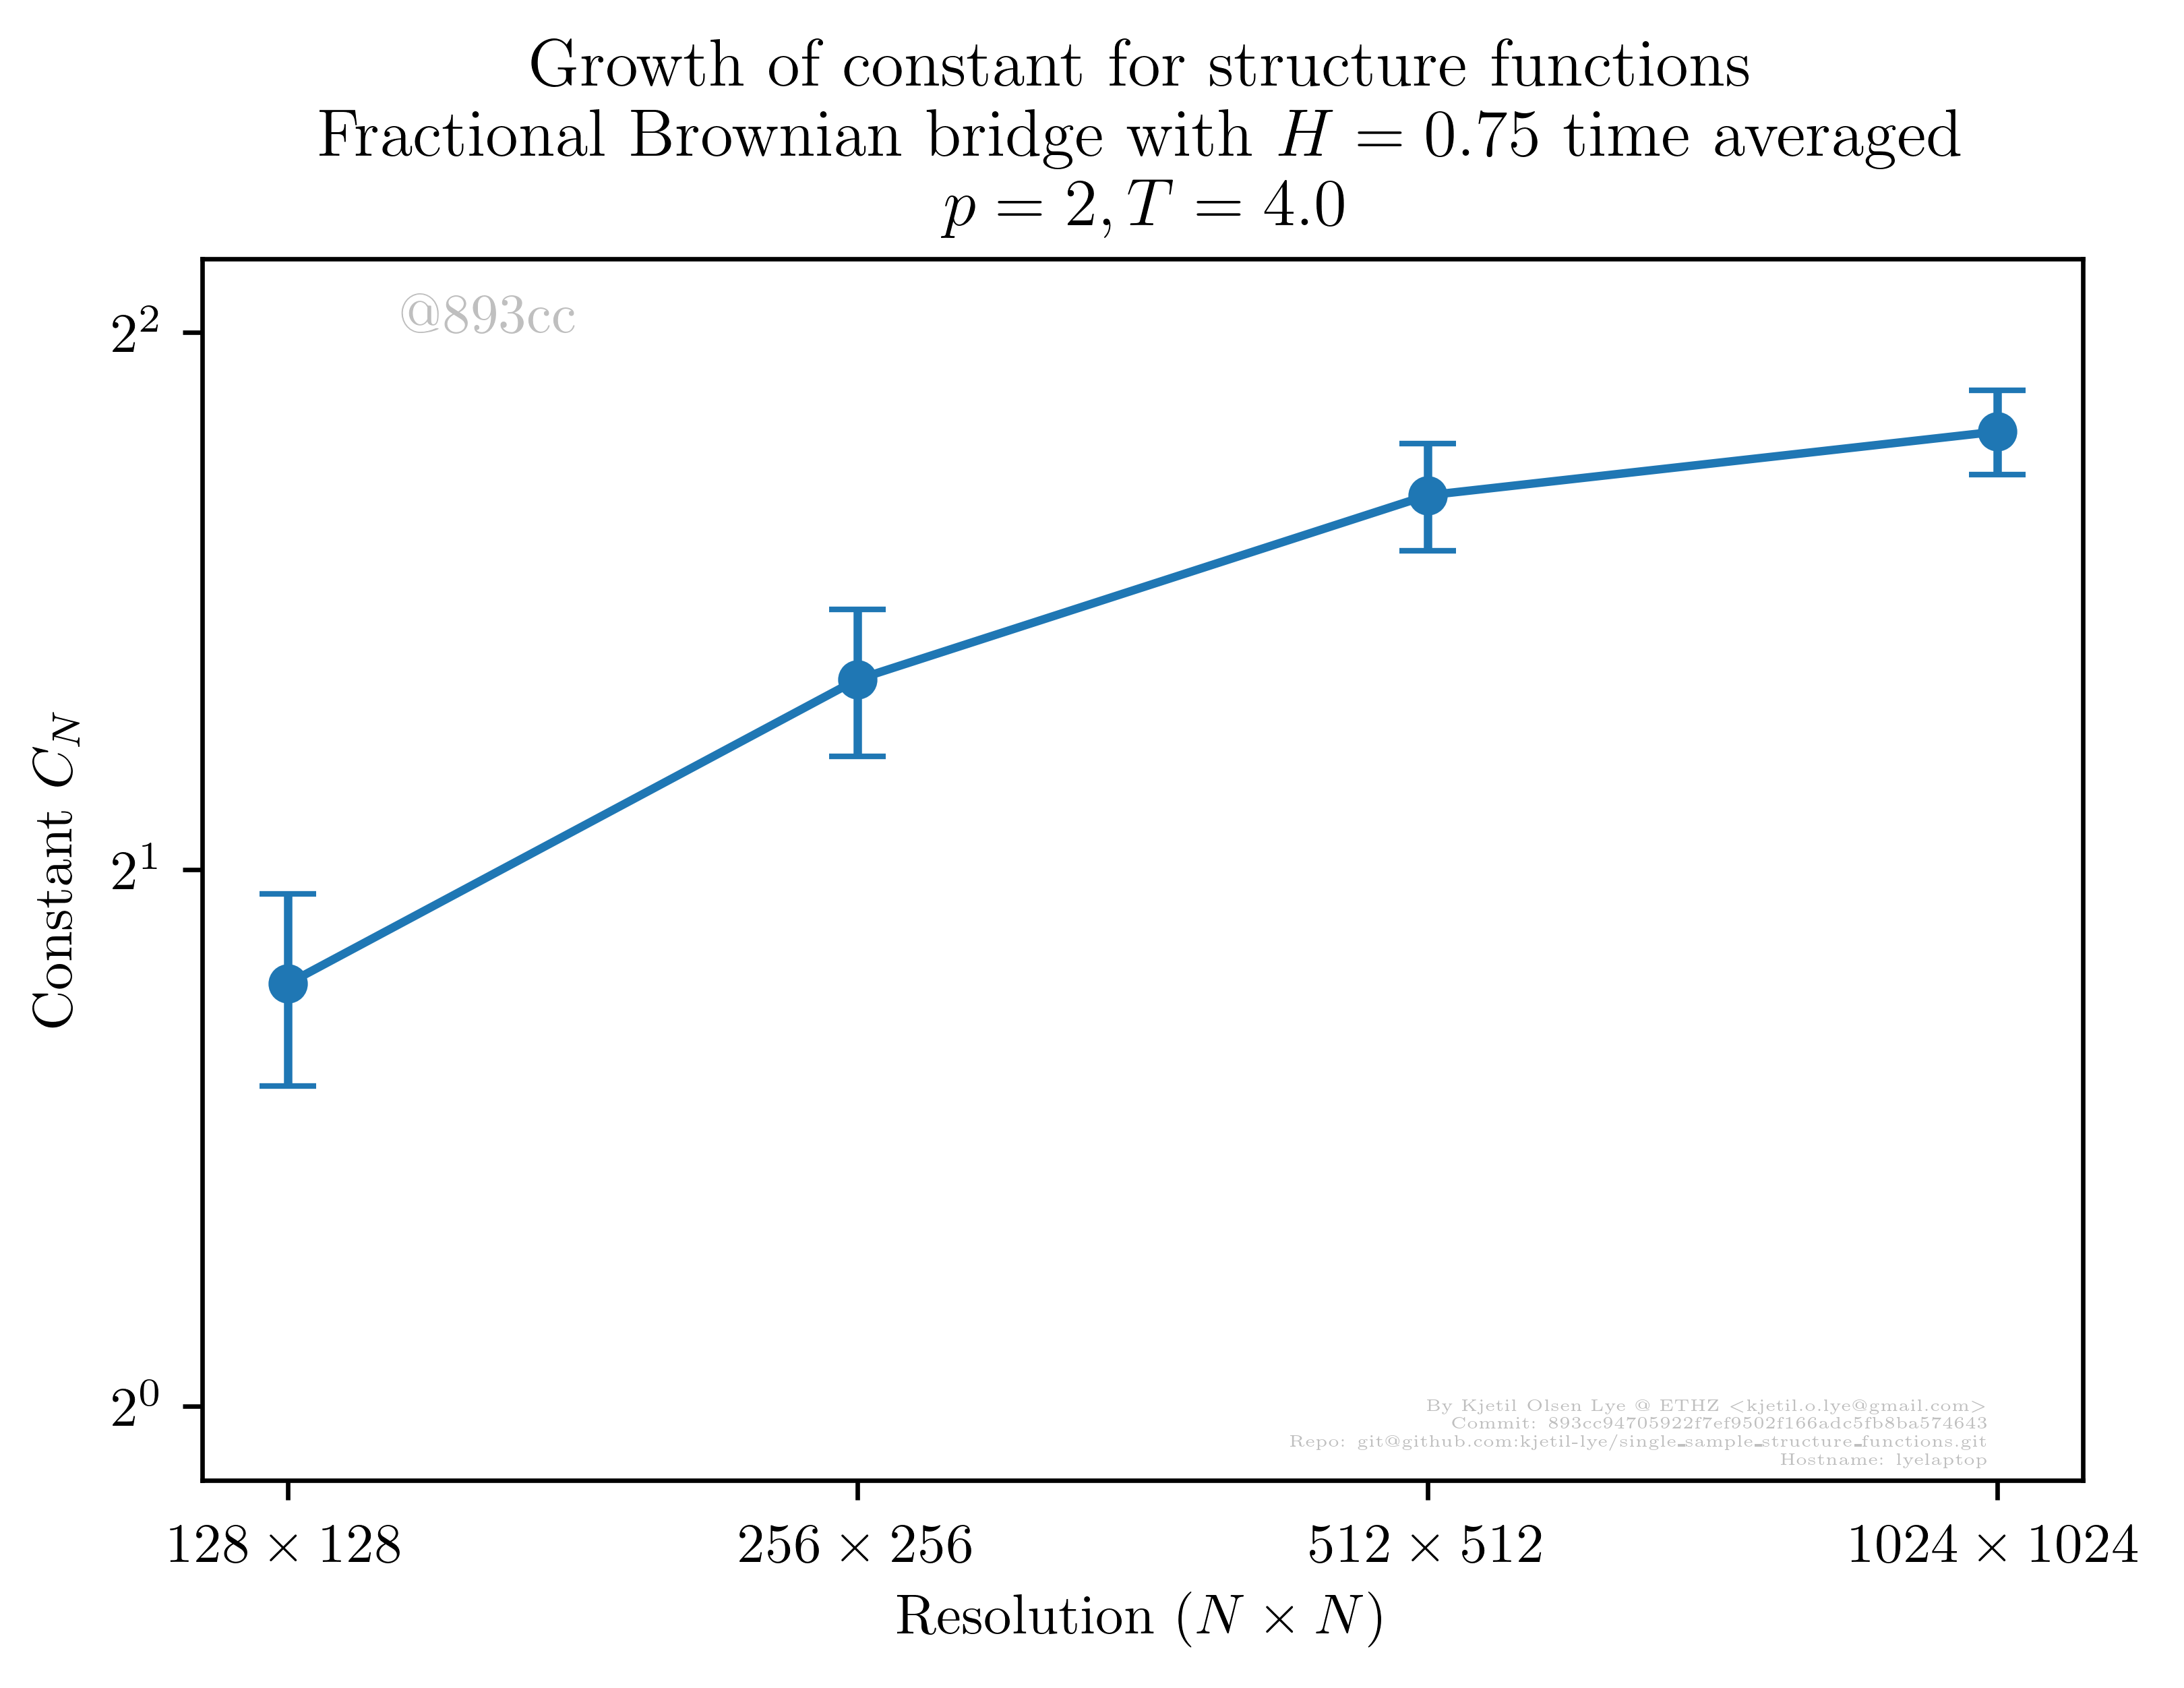 Growth of constant for structure functions
Fractional Brownian bridge with H = 0.75 time averaged
p = 2, T = 4.0
@893cc
2²
2¹
2⁰
Constant C_N
By Kjetil Olsen Lye @ ETHZ <kjetil.o.lye@gmail.com>
Commit: 893cc94705922f7ef9502f166adc5fb8ba574643
Repo: git@github.com:kjetil-lye/single_sample_structure_functions.git
Hostname: lyelaptop
128 × 128
256 × 256
512 × 512
1024 × 1024
Resolution (N × N)